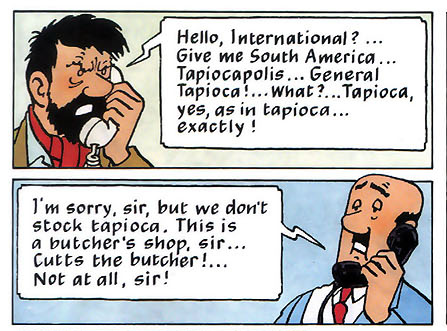 Hello, International? ...
Give me South America...
Tapiocapolis... General
Tapioca!...What?...Tapioca,
yes, as in tapioca...
exactly!
I'm sorry, sir, but we don't
stock tapioca. This is
a butcher's shop, sir...
Cutts the butcher!...
Not at all, sir!